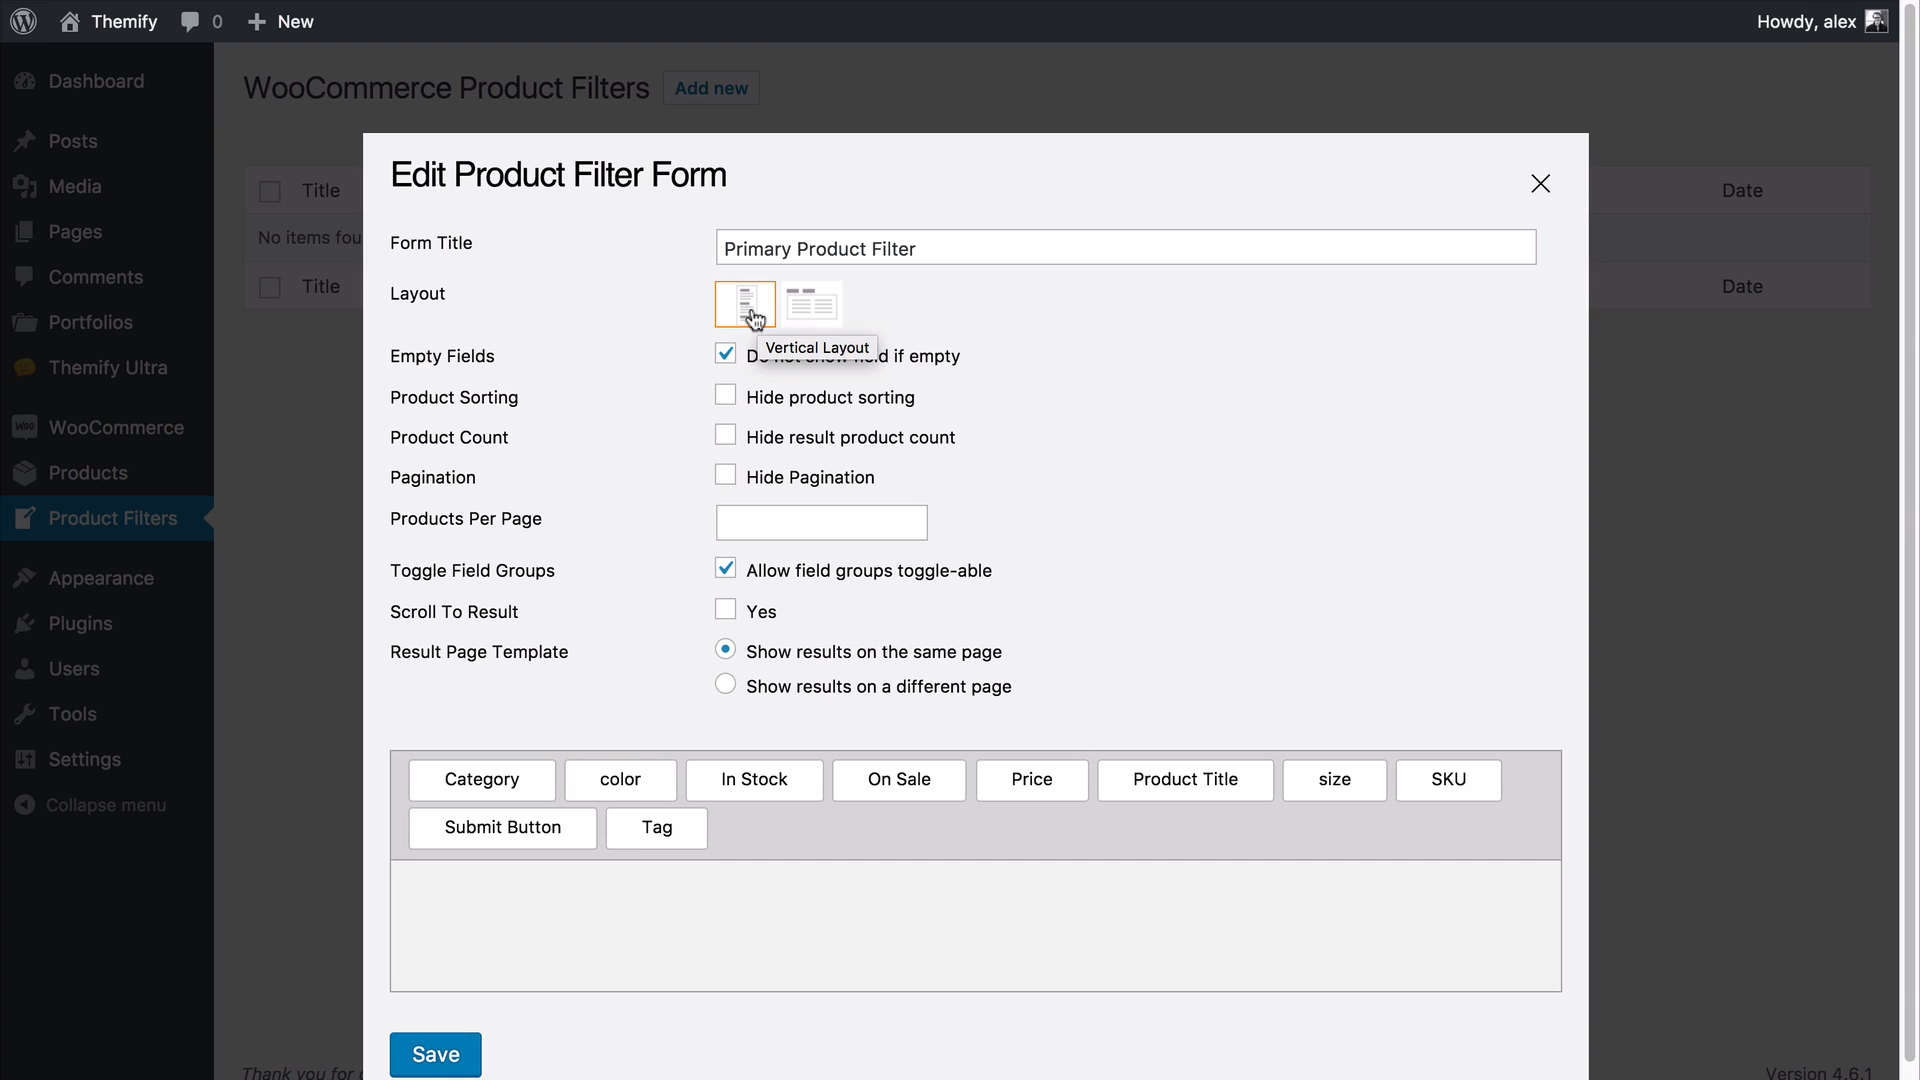 Themify 0 New Howdy, alex
Dashboard
Posts
Media
Pages
Comments
Portfolios
Themify Ultra
WooCommerce
Products
Product Filters
Appearance
Plugins
Users
Tools
Settings
Collapse menu
WooCommerce Product Filters Add new
Title Date
No items fou
Title Date
Edit Product Filter Form
Form Title Primary Product Filter
Layout
Vertical Layout
Empty Fields if empty
Product Sorting Hide product sorting
Product Count Hide result product count
Pagination Hide Pagination
Products Per Page
Toggle Field Groups Allow field groups toggle-able
Scroll To Result Yes
Result Page Template Show results on the same page
Show results on a different page
Category color In Stock On Sale Price Product Title size SKU
Submit Button Tag
Save
Thank you for
Version 4.6.1